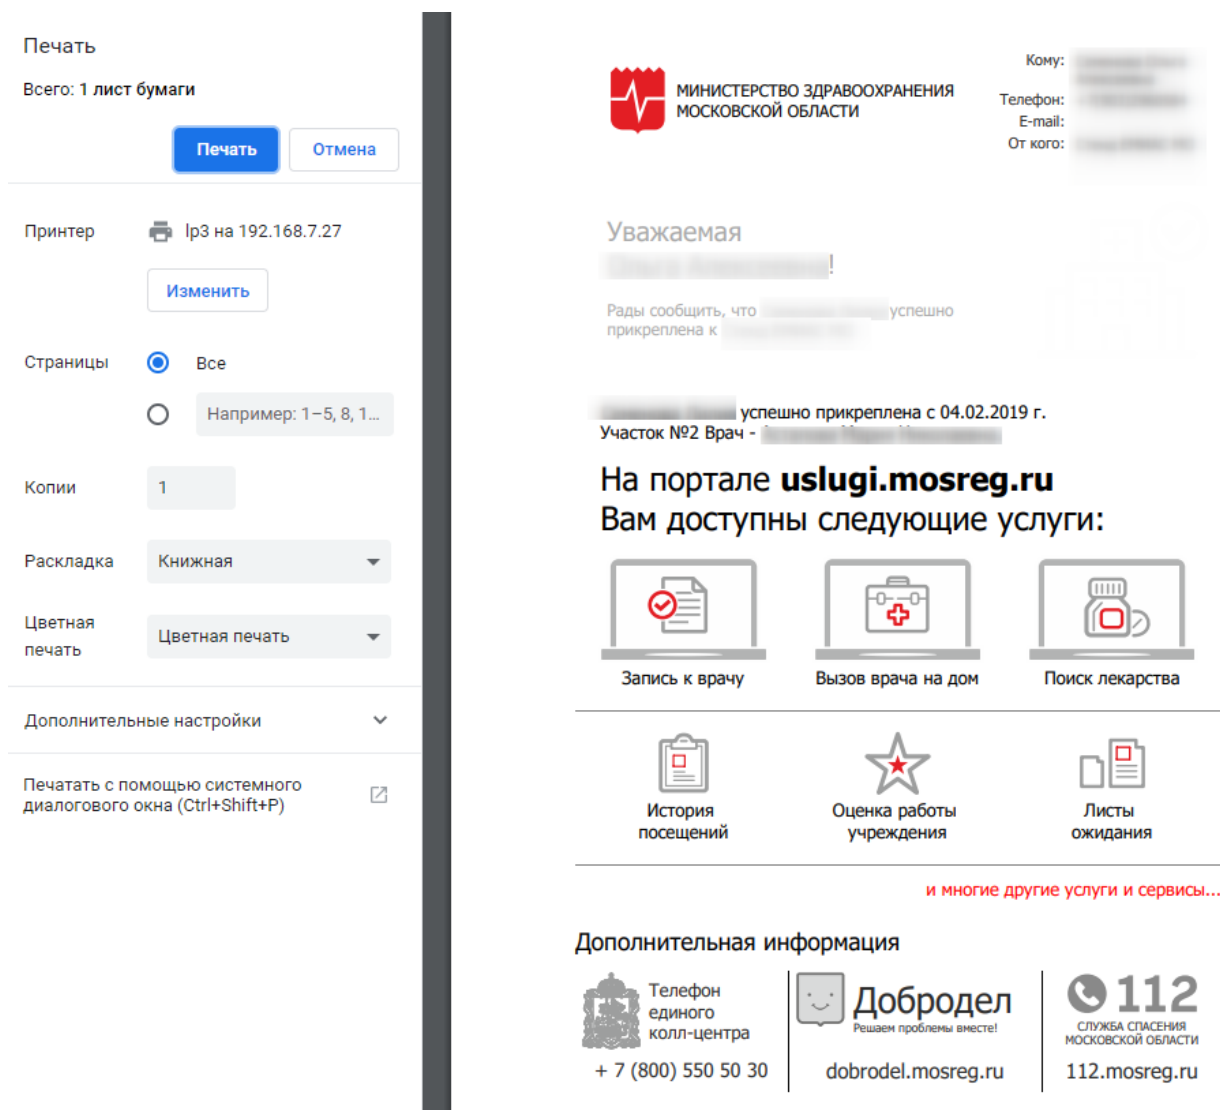 Печать
Всего: 1 лист бумаги
Печать
Отмена
Принтер
lp3 на 192.168.7.27
Изменить
Страницы
Все
Например: 1–5, 8, 1...
Копии
1
Раскладка
Книжная
Цветная
печать
Цветная печать
Дополнительные настройки
Печатать с помощью системного
диалогового окна (Ctrl+Shift+P)
МИНИСТЕРСТВО ЗДРАВООХРАНЕНИЯ
МОСКОВСКОЙ ОБЛАСТИ
Кому:
Телефон:
E-mail:
От кого:
Уважаемая
!
Рады сообщить, что успешно
прикреплена к
успешно прикреплена с 04.02.2019 г.
Участок №2 Врач -
На портале uslugi.mosreg.ru
Вам доступны следующие услуги:
Запись к врачу
Вызов врача на дом
Поиск лекарства
История
посещений
Оценка работы
учреждения
Листы
ожидания
и многие другие услуги и сервисы...
Дополнительная информация
Телефон
единого
колл-центра
+ 7 (800) 550 50 30
Добродел
Решаем проблемы вместе!
dobrodel.mosreg.ru
112
СЛУЖБА СПАСЕНИЯ
МОСКОВСКОЙ ОБЛАСТИ
112.mosreg.ru